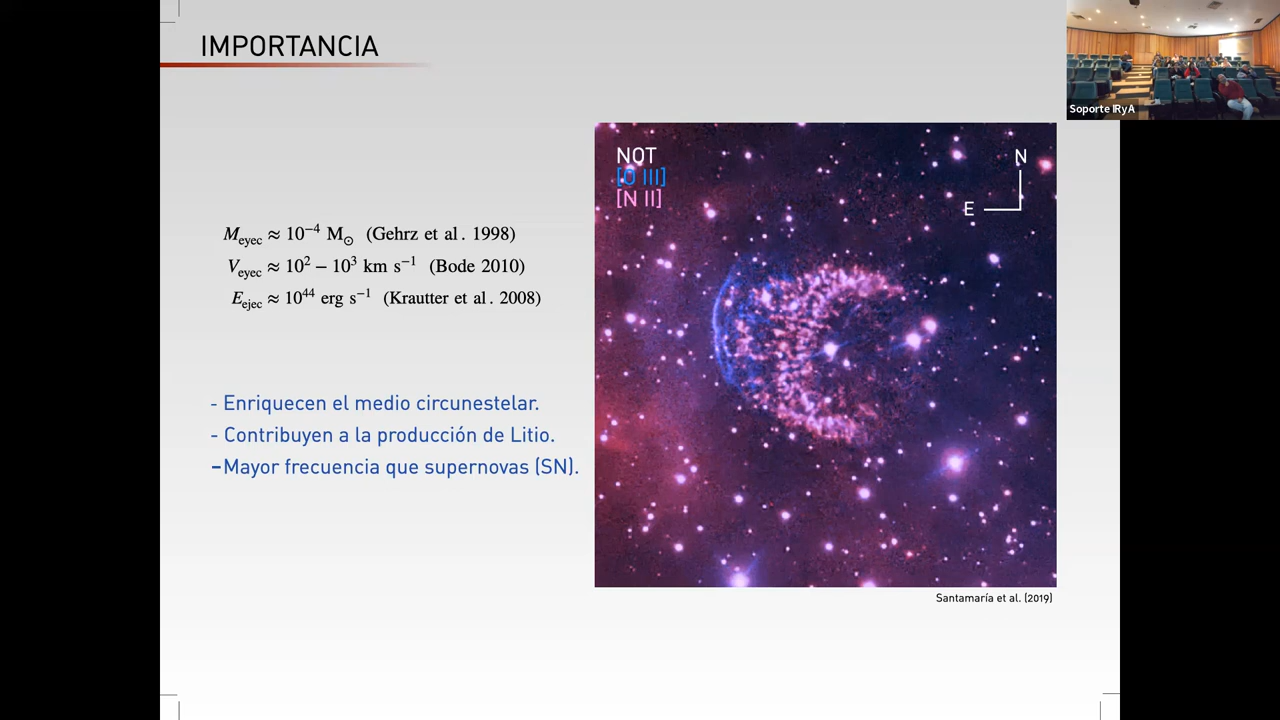 IMPORTANCIA
Soporte IRyA
M_eyec ≈ 10^−4 M_⊙ (Gehrz et al. 1998)
V_eyec ≈ 10^2 − 10^3 km s^−1 (Bode 2010)
E_ejec ≈ 10^44 erg s^−1 (Krautter et al. 2008)
- Enriquecen el medio circunestelar.
- Contribuyen a la producción de Litio.
-Mayor frecuencia que supernovas (SN).
NOT
[O III]
[N II]
N
E
Santamaría et al. (2019)